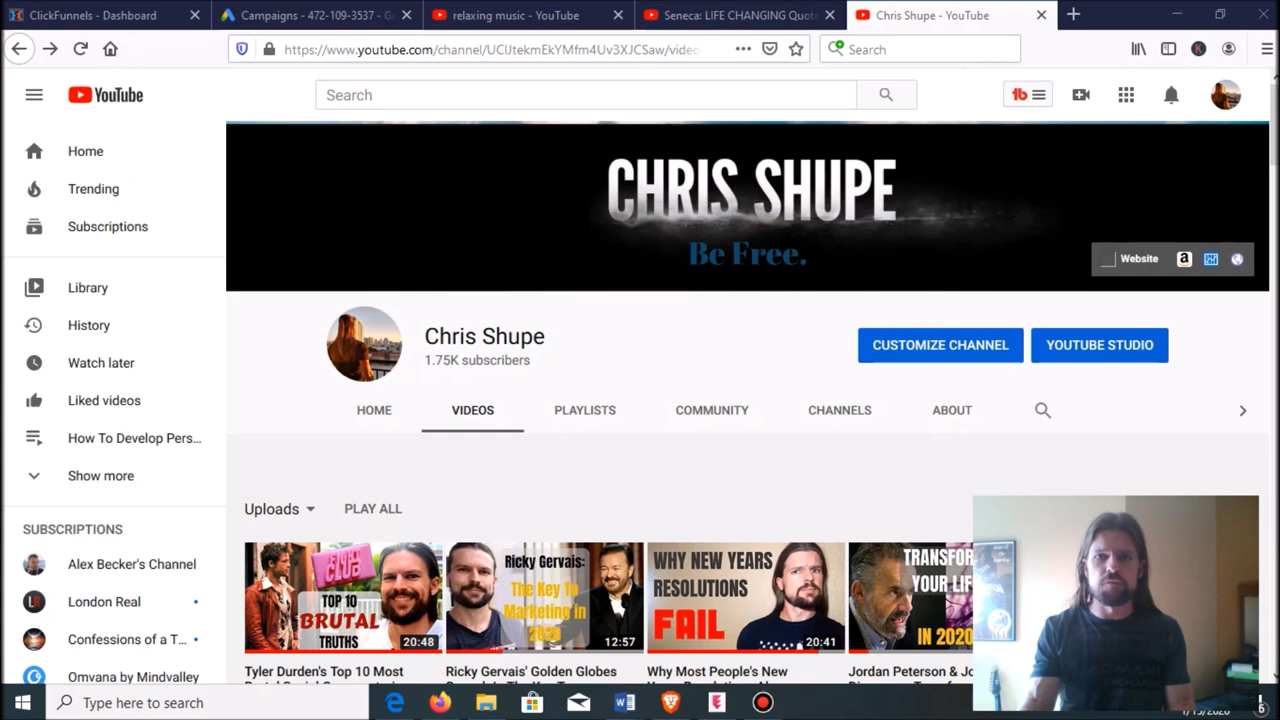 ClickFunnels - Dashboard
Campaigns - 472-109-3537 - G
relaxing music - YouTube
Seneca: LIFE CHANGING Quot
Chris Shupe - YouTube
https://www.youtube.com/channel/UClJtekmEkYMfm4Uv3XJCSaw/video
Search
YouTube
Search
tb
Home
Trending
Subscriptions
Library
History
Watch later
Liked videos
How To Develop Pers...
Show more
SUBSCRIPTIONS
Alex Becker's Channel
London Real
Confessions of a T...
Omvana by Mindvalley
CHRIS SHUPE
Be Free.
Website
Chris Shupe
1.75K subscribers
CUSTOMIZE CHANNEL
YOUTUBE STUDIO
HOME
VIDEOS
PLAYLISTS
COMMUNITY
CHANNELS
ABOUT
Uploads
PLAY ALL
FIGHT
CLUB
TOP 10
BRUTAL
TRUTHS
20:48
Ricky Gervais:
The Key To
Marketing in
2020
12:57
WHY NEW YEARS
RESOLUTIONS
FAIL
20:41
TRANSFOR
YOUR LIF
IN 2020
Tyler Durden's Top 10 Most
Ricky Gervais' Golden Globes
Why Most People's New
Jordan Peterson & Jo
Type here to search